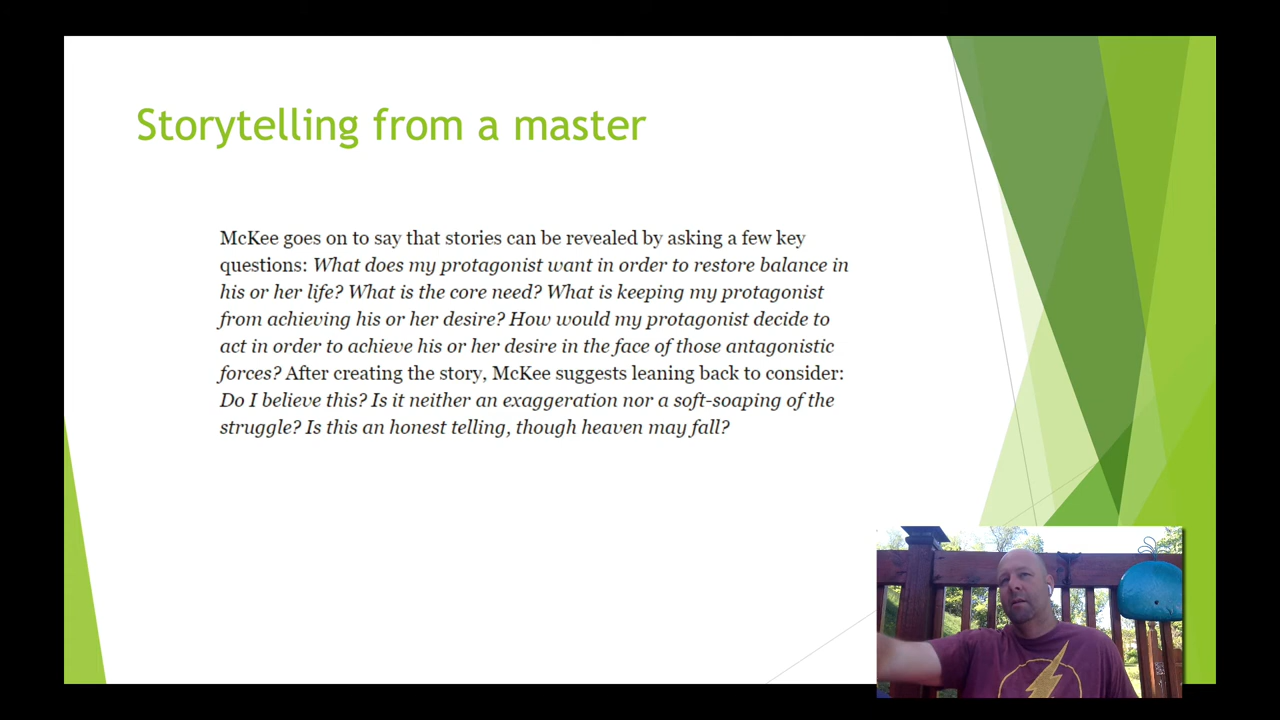 Storytelling from a master
McKee goes on to say that stories can be revealed by asking a few key
questions: What does my protagonist want in order to restore balance in
his or her life? What is the core need? What is keeping my protagonist
from achieving his or her desire? How would my protagonist decide to
act in order to achieve his or her desire in the face of those antagonistic
forces? After creating the story, McKee suggests leaning back to consider:
Do I believe this? Is it neither an exaggeration nor a soft-soaping of the
struggle? Is this an honest telling, though heaven may fall?